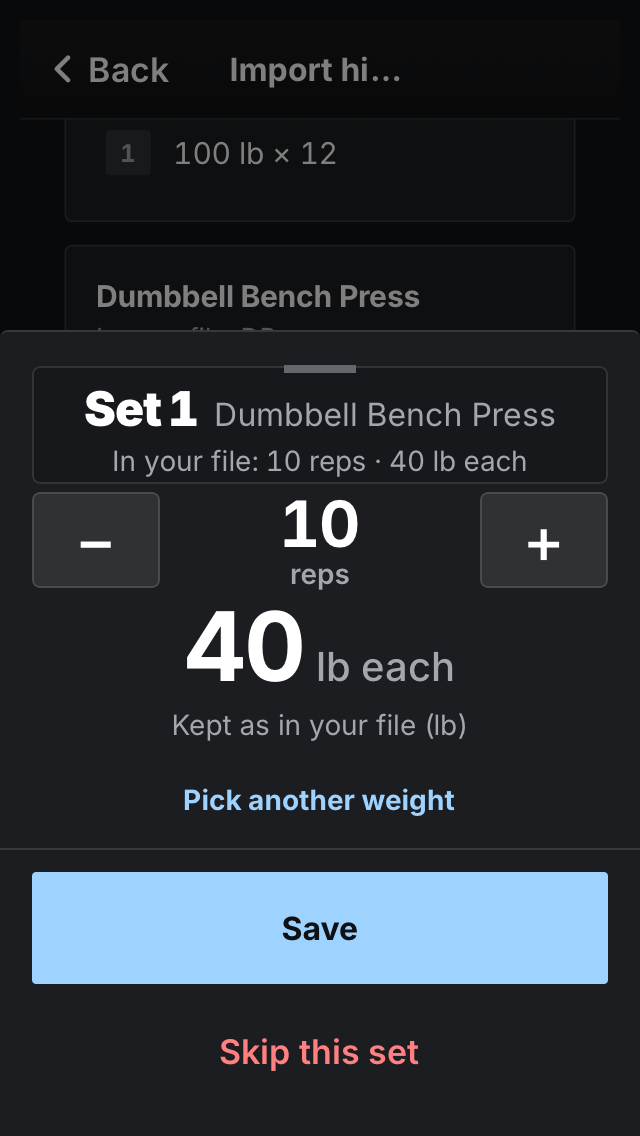 Back Import hi...
1 100 lb × 12
Dumbbell Bench Press
Set 1 Dumbbell Bench Press
In your file: 10 reps · 40 lb each
− 10 +
reps
40 lb each
Kept as in your file (lb)
Pick another weight
Save
Skip this set